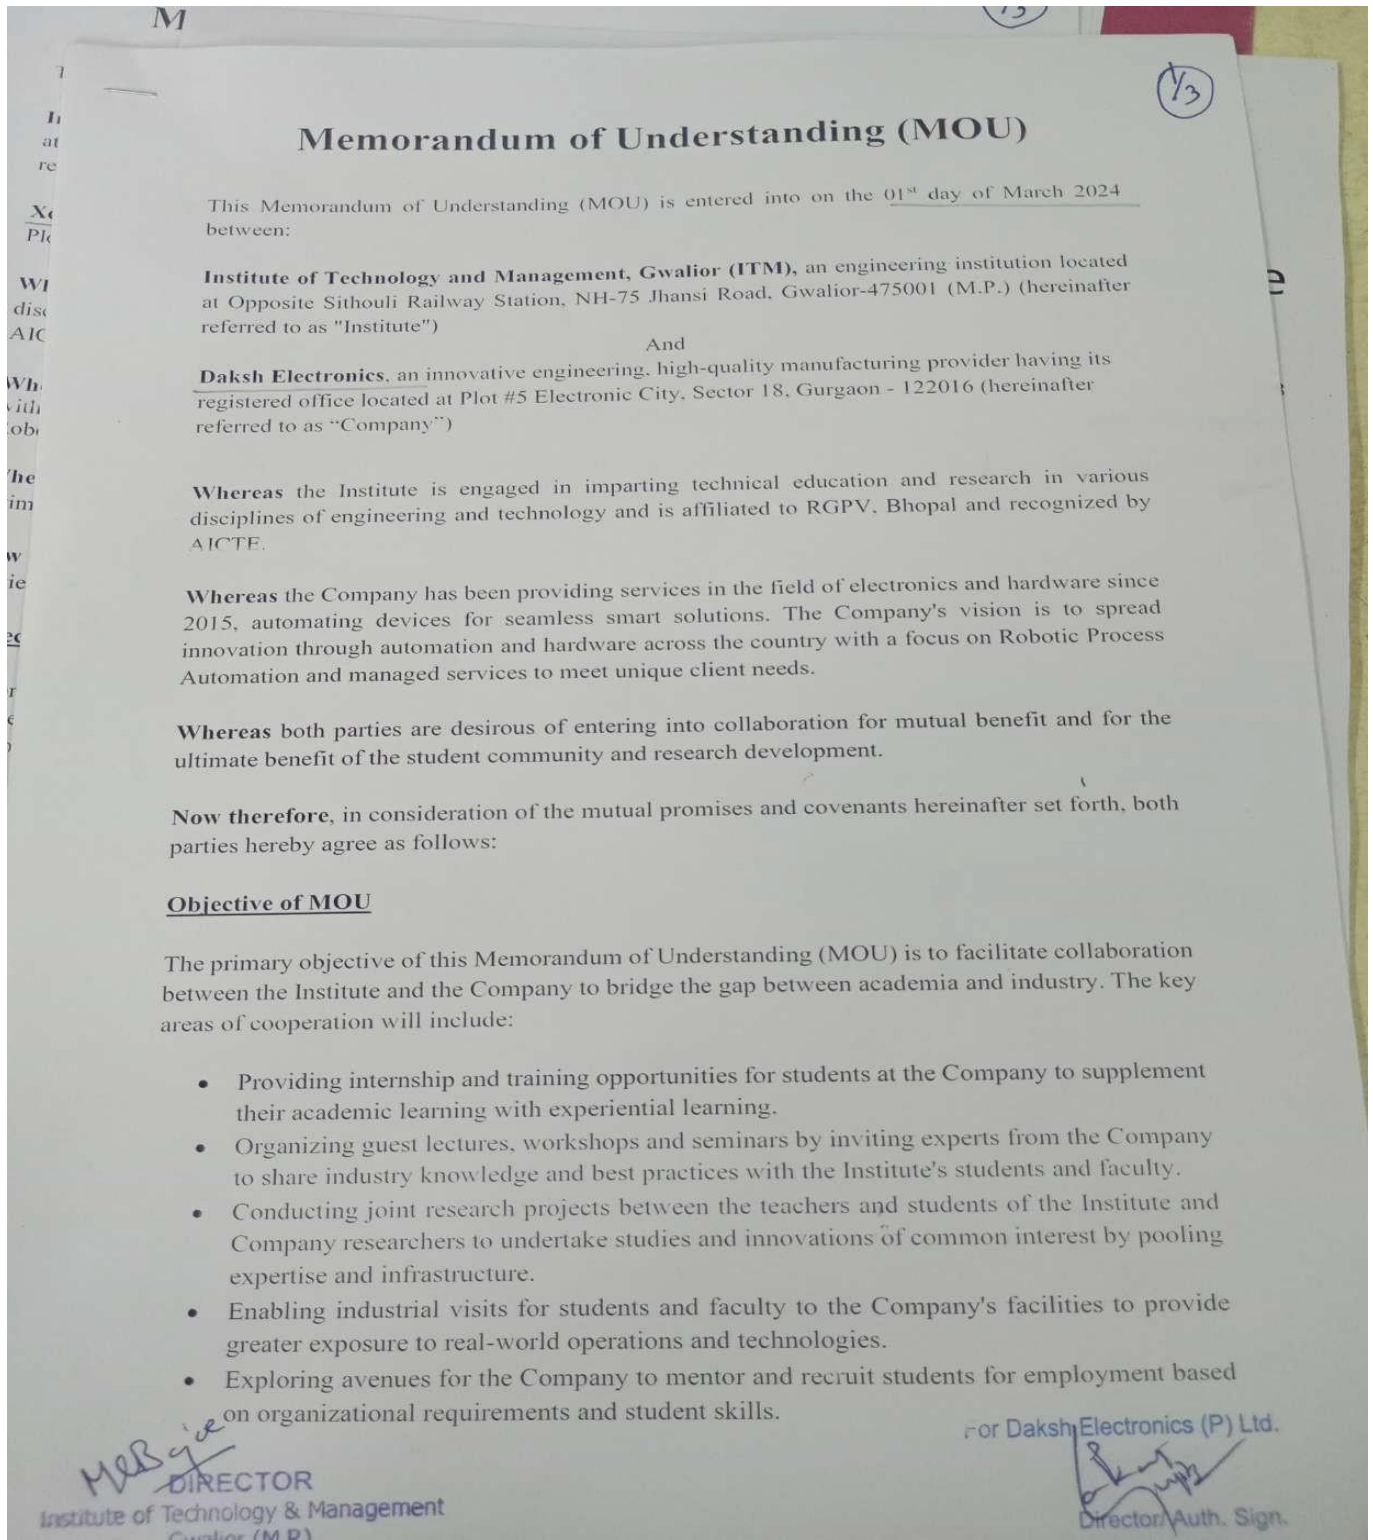 M
1/3
Memorandum of Understanding (MOU)
This Memorandum of Understanding (MOU) is entered into on the 01st day of March 2024
between:
Institute of Technology and Management, Gwalior (ITM), an engineering institution located
at Opposite Sithouli Railway Station, NH-75 Jhansi Road, Gwalior-475001 (M.P.) (hereinafter
referred to as "Institute")
And
Daksh Electronics, an innovative engineering, high-quality manufacturing provider having its
registered office located at Plot #5 Electronic City, Sector 18, Gurgaon - 122016 (hereinafter
referred to as “Company”)
Whereas the Institute is engaged in imparting technical education and research in various
disciplines of engineering and technology and is affiliated to RGPV, Bhopal and recognized by
AICTE.
Whereas the Company has been providing services in the field of electronics and hardware since
2015, automating devices for seamless smart solutions. The Company's vision is to spread
innovation through automation and hardware across the country with a focus on Robotic Process
Automation and managed services to meet unique client needs.
Whereas both parties are desirous of entering into collaboration for mutual benefit and for the
ultimate benefit of the student community and research development.
Now therefore, in consideration of the mutual promises and covenants hereinafter set forth, both
parties hereby agree as follows:
Objective of MOU
The primary objective of this Memorandum of Understanding (MOU) is to facilitate collaboration
between the Institute and the Company to bridge the gap between academia and industry. The key
areas of cooperation will include:
• Providing internship and training opportunities for students at the Company to supplement
their academic learning with experiential learning.
• Organizing guest lectures, workshops and seminars by inviting experts from the Company
to share industry knowledge and best practices with the Institute's students and faculty.
• Conducting joint research projects between the teachers and students of the Institute and
Company researchers to undertake studies and innovations of common interest by pooling
expertise and infrastructure.
• Enabling industrial visits for students and faculty to the Company's facilities to provide
greater exposure to real-world operations and technologies.
• Exploring avenues for the Company to mentor and recruit students for employment based
on organizational requirements and student skills.
For Daksh Electronics (P) Ltd.
DIRECTOR
Institute of Technology & Management
Gwalior (M.P.)
Director/Auth. Sign.